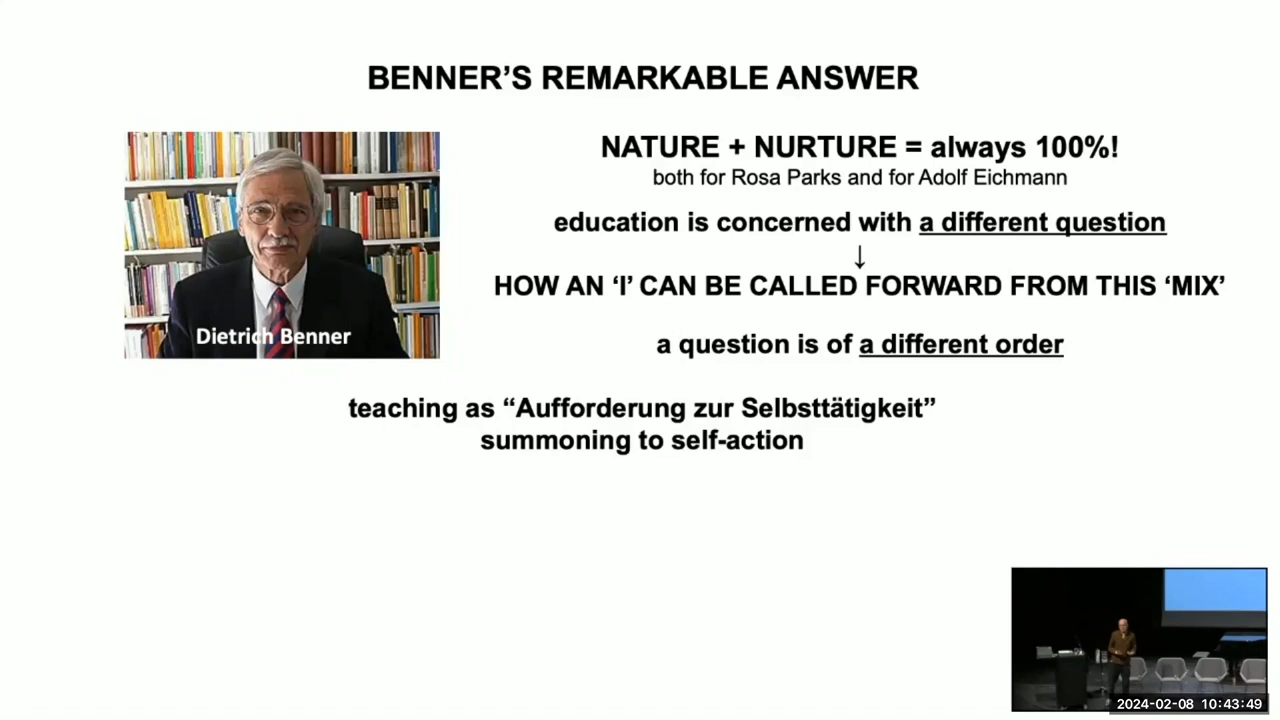 BENNER’S REMARKABLE ANSWER
Dietrich Benner
NATURE + NURTURE = always 100%!
both for Rosa Parks and for Adolf Eichmann
education is concerned with a different question
↓
HOW AN ‘I’ CAN BE CALLED FORWARD FROM THIS ‘MIX’
a question is of a different order
teaching as “Aufforderung zur Selbsttätigkeit”
summoning to self-action
2024-02-08 10:43:49